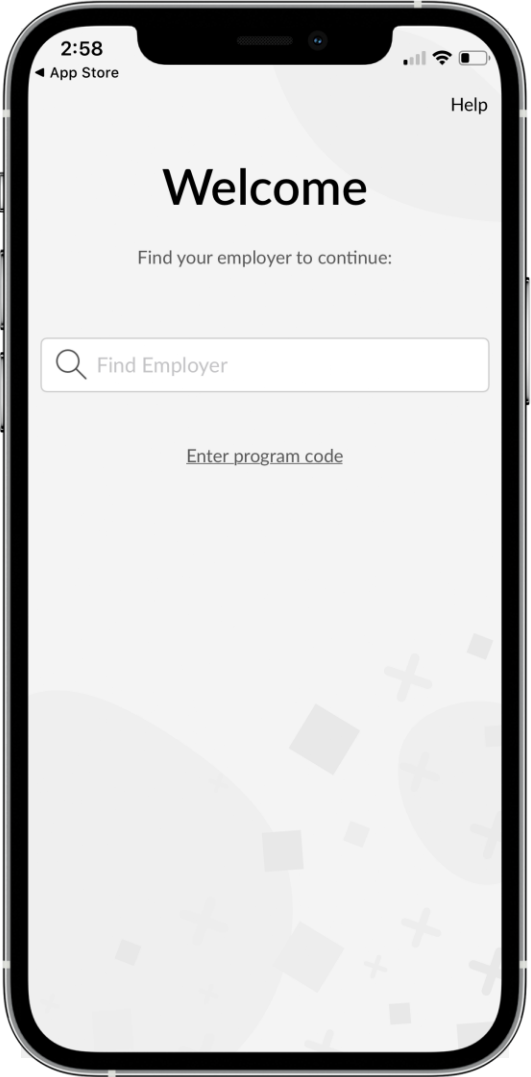 2:58
◀ App Store
Help
Welcome
Find your employer to continue:
Find Employer
Enter program code